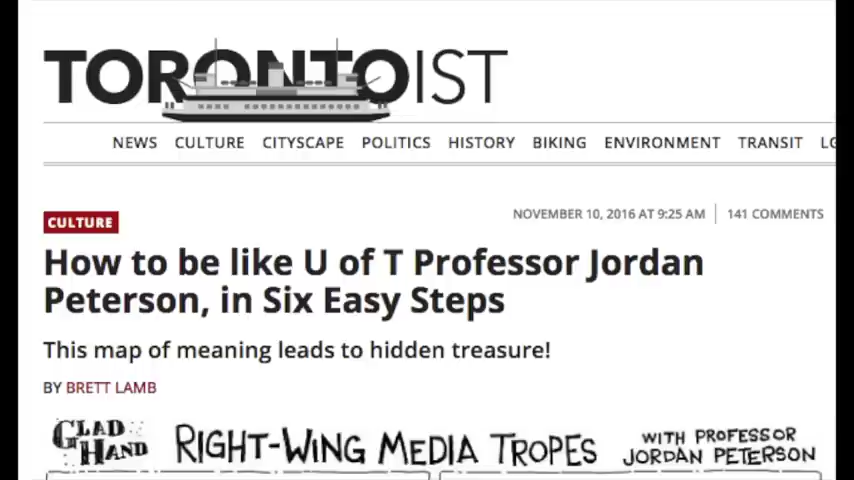 TORONTOIST
NEWS CULTURE CITYSCAPE POLITICS HISTORY BIKING ENVIRONMENT TRANSIT
CULTURE
NOVEMBER 10, 2016 AT 9:25 AM | 141 COMMENTS
How to be like U of T Professor Jordan
Peterson, in Six Easy Steps
This map of meaning leads to hidden treasure!
BY BRETT LAMB
GLAD HAND RIGHT-WING MEDIA TROPES WITH PROFESSOR JORDAN PETERSON